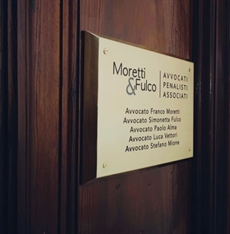 Moretti
&Fulco
AVVOCATI
PENALISTI
ASSOCIATI
Avvocato Franco Moretti
Avvocato Simonetta Fulco
Avvocato Paolo Alma
Avvocato Luca Vettori
Avvocato Stefano Mione